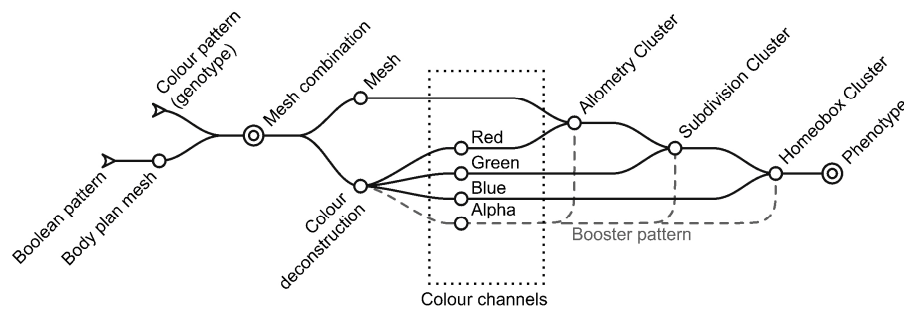 Colour pattern
(genotype)
Mesh combination
Mesh
Allometry Cluster
Subdivision Cluster
Homeobox Cluster
Phenotype
Boolean pattern
Body plan mesh
Colour
deconstruction
Red
Green
Blue
Alpha
Booster pattern
Colour channels